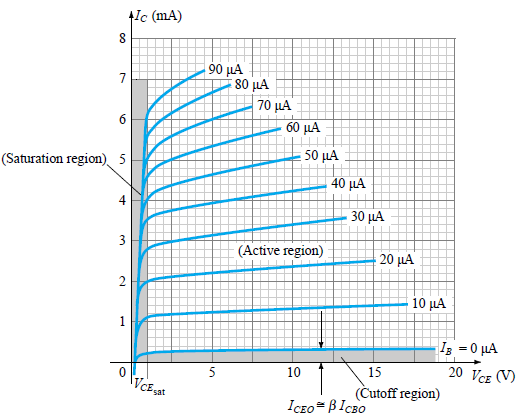 I_C (mA)
8
7
6
5
4
3
2
1
0
90 μA
80 μA
70 μA
60 μA
50 μA
40 μA
30 μA
20 μA
10 μA
I_B = 0 μA
(Saturation region)
(Active region)
(Cutoff region)
5
10
15
20
V_CE (V)
V_CE_sat
I_CEO ≅ β I_CBO